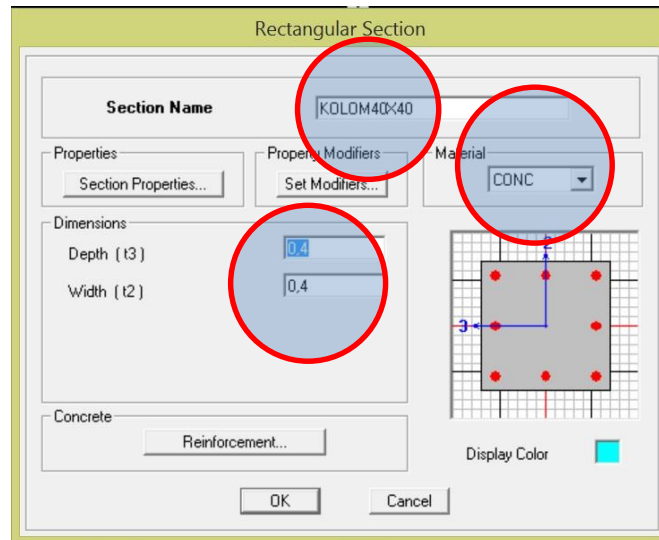 Rectangular Section
Section Name KOLOM40X40
Properties Property Modifiers Material
Section Properties... Set Modifiers... CONC
Dimensions
Depth ( t3 ) 0,4
Width ( t2 ) 0,4
2
3
Concrete
Reinforcement...
Display Color
OK Cancel